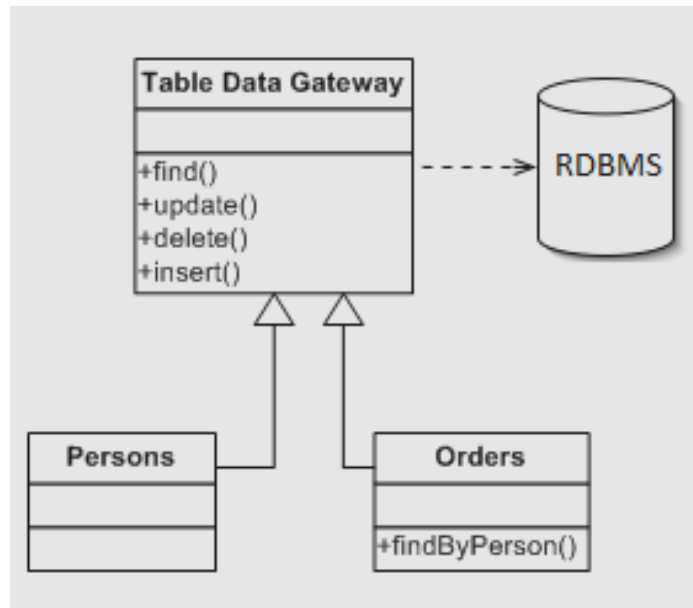 Table Data Gateway
RDBMS
+find()
+update()
+delete()
+insert()
Persons
Orders
+findByPerson()